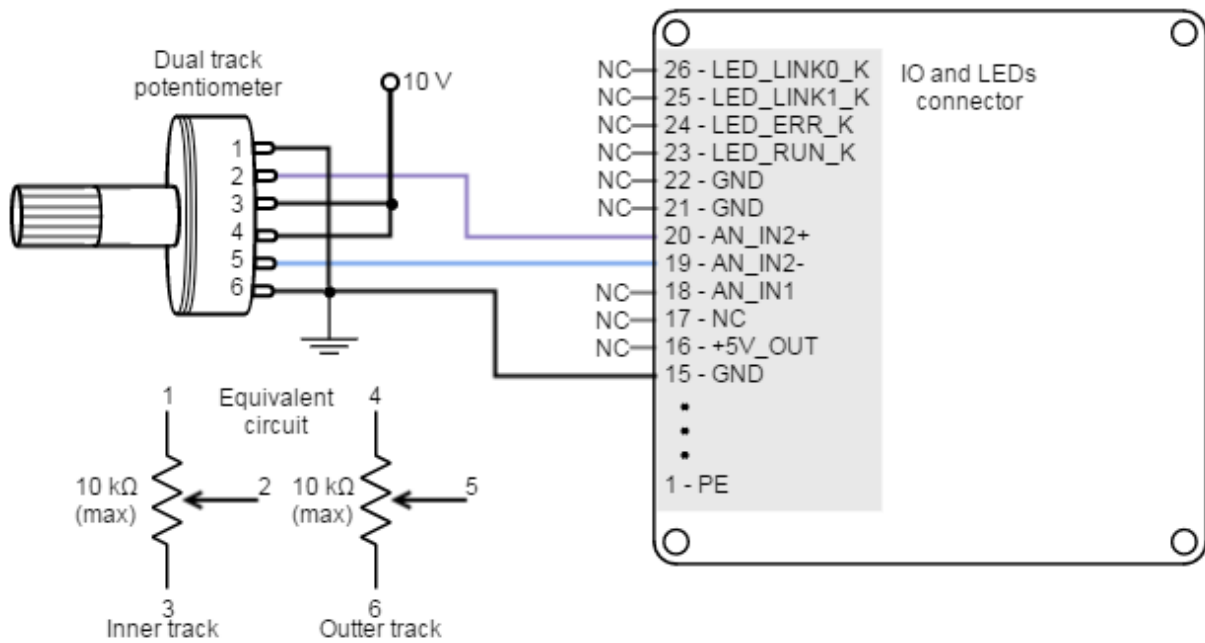 Dual track
potentiometer
10 V
1
2
3
4
5
6
IO and LEDs
connector
NC 26 - LED_LINK0_K
NC 25 - LED_LINK1_K
NC 24 - LED_ERR_K
NC 23 - LED_RUN_K
NC 22 - GND
NC 21 - GND
20 - AN_IN2+
19 - AN_IN2-
NC 18 - AN_IN1
NC 17 - NC
NC 16 - +5V_OUT
15 - GND
1 - PE
Equivalent
circuit
1
10 kΩ
(max)
2
3
Inner track
4
10 kΩ
(max)
5
6
Outter track